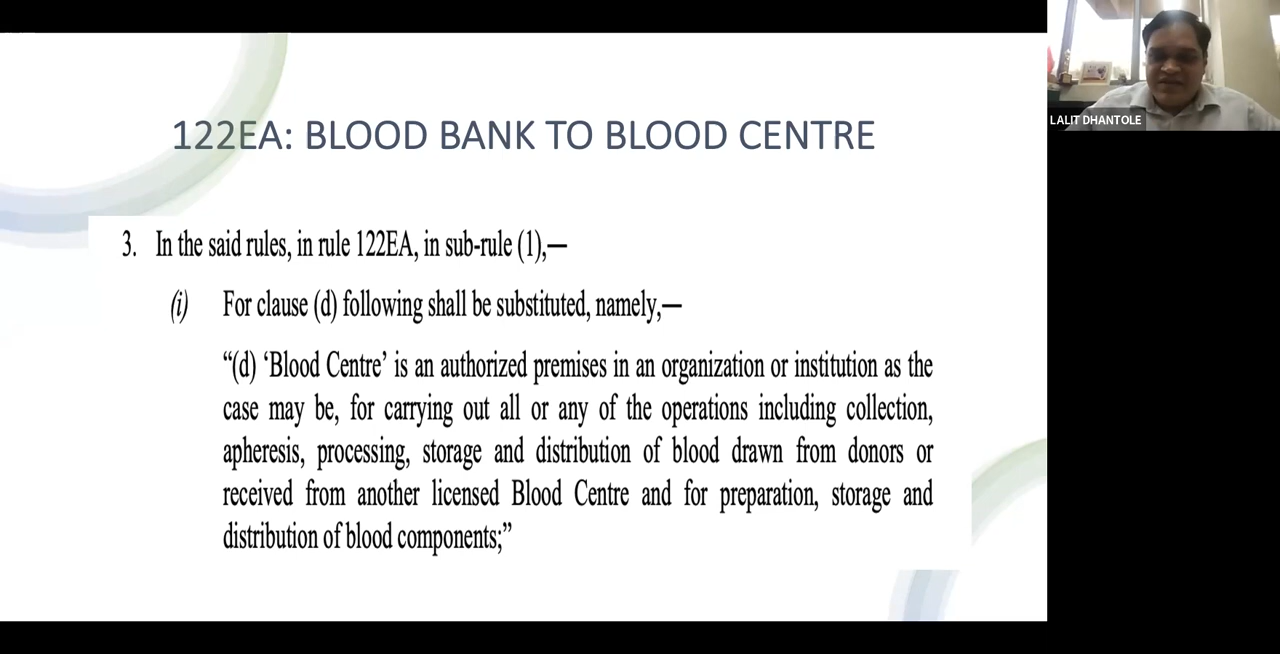 122EA: BLOOD BANK TO BLOOD CENTRE
3. In the said rules, in rule 122EA, in sub-rule (1),—
(i) For clause (d) following shall be substituted, namely,—
“(d) ‘Blood Centre’ is an authorized premises in an organization or institution as the
case may be, for carrying out all or any of the operations including collection,
apheresis, processing, storage and distribution of blood drawn from donors or
received from another licensed Blood Centre and for preparation, storage and
distribution of blood components;”
LALIT DHANTOLE